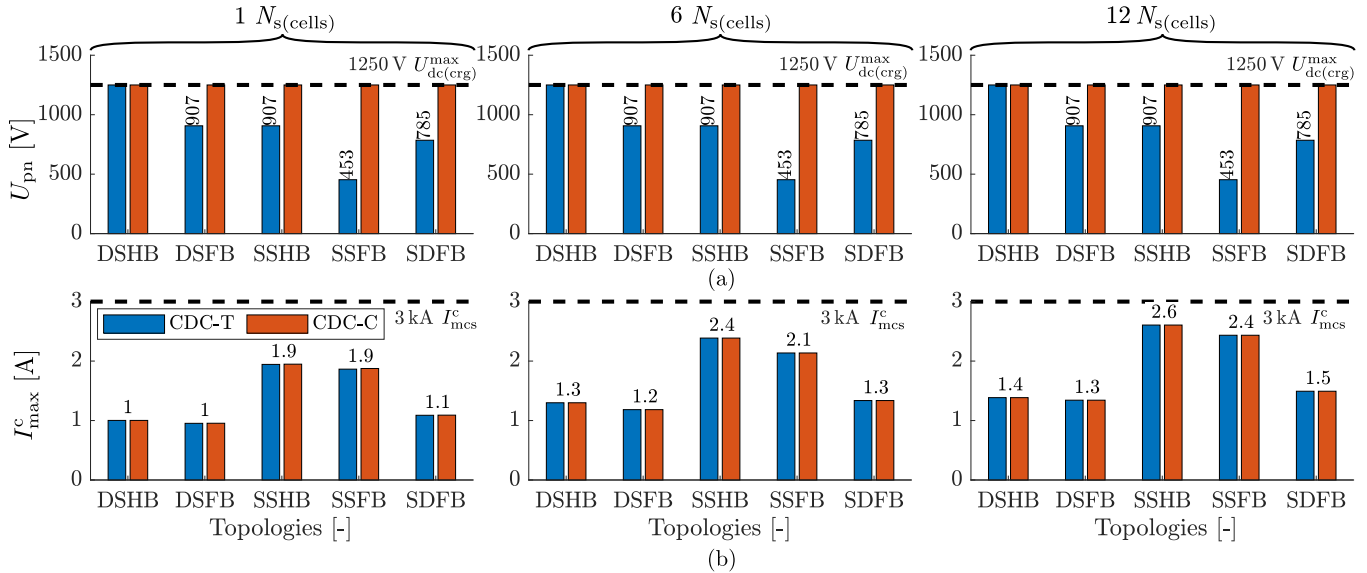 1 N_s(cells)
6 N_s(cells)
12 N_s(cells)
U_pn [V]
1500
1000
500
0
1250 V U^max_dc(crg)
907
907
453
785
DSHB DSFB SSHB SSFB SDFB
1500
1000
500
0
1250 V U^max_dc(crg)
907
907
453
785
DSHB DSFB SSHB SSFB SDFB
1500
1000
500
0
1250 V U^max_dc(crg)
907
907
453
785
DSHB DSFB SSHB SSFB SDFB
(a)
I^c_max [A]
3
2
1
0
CDC-T CDC-C
3 kA I^c_mcs
1
1
1.9
1.9
1.1
DSHB DSFB SSHB SSFB SDFB
Topologies [-]
3
2
1
0
3 kA I^c_mcs
1.3
1.2
2.4
2.1
1.3
DSHB DSFB SSHB SSFB SDFB
Topologies [-]
3
2
1
0
3 kA I^c_mcs
1.4
1.3
2.6
2.4
1.5
DSHB DSFB SSHB SSFB SDFB
Topologies [-]
(b)